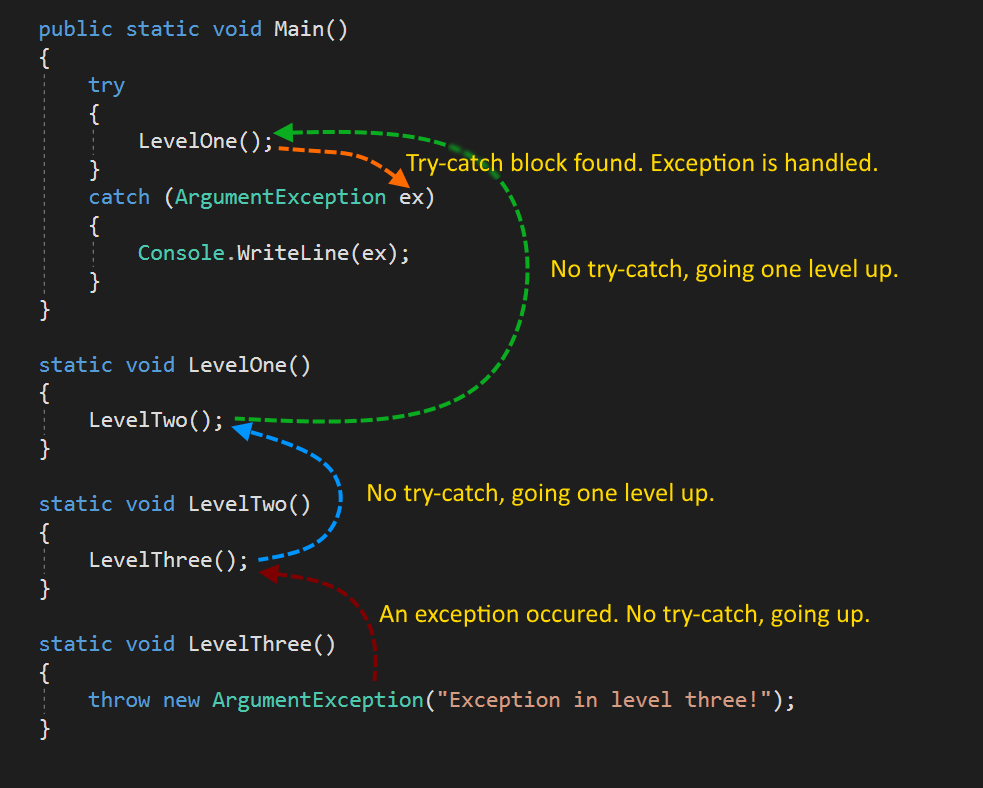 public static void Main()
{
try
{
LevelOne();
Try-catch block found. Exception is handled.
}
catch (ArgumentException ex)
{
Console.WriteLine(ex);
No try-catch, going one level up.
}
}
static void LevelOne()
{
LevelTwo();
}
No try-catch, going one level up.
static void LevelTwo()
{
LevelThree();
}
An exception occured. No try-catch, going up.
static void LevelThree()
{
throw new ArgumentException("Exception in level three!");
}